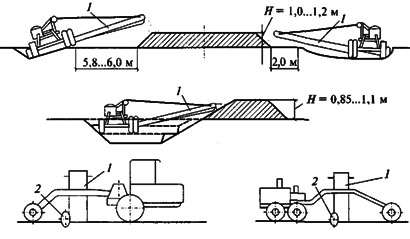 1
H = 1,0...1,2 м
1
5,8...6,0 м
2,0 м
1
H = 0,85...1,1 м
1
2
1
2